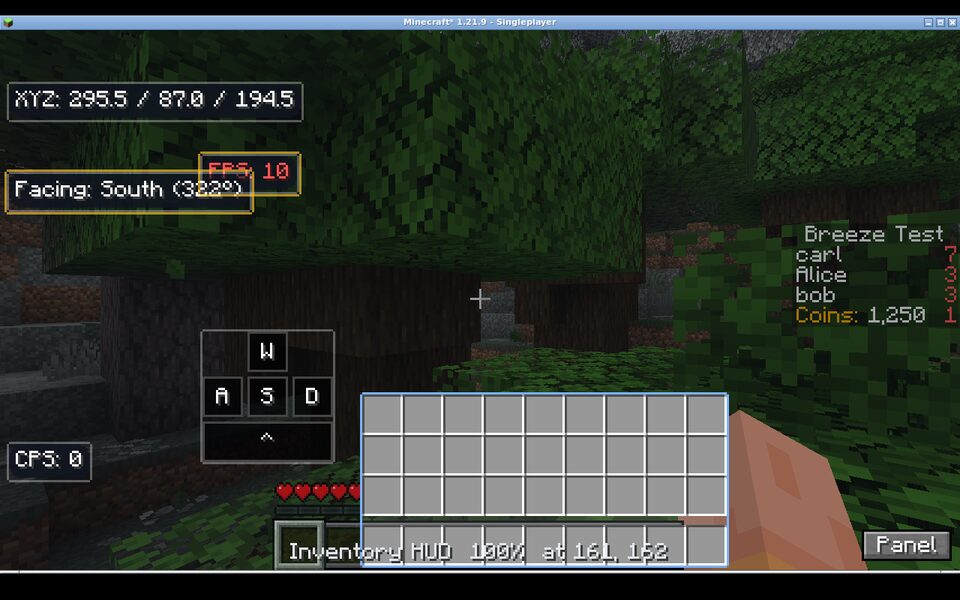 Minecraft* 1.21.9 - Singleplayer
XYZ: 295.5 / 87.0 / 194.5
FPS: 10
Facing: South (322°)
Breeze Test
carl 7
Alice 3
bob 3
Coins: 1,250 1
W
A S D
^
CPS: 0
Inventory HUD 100% at 161, 162
Panel